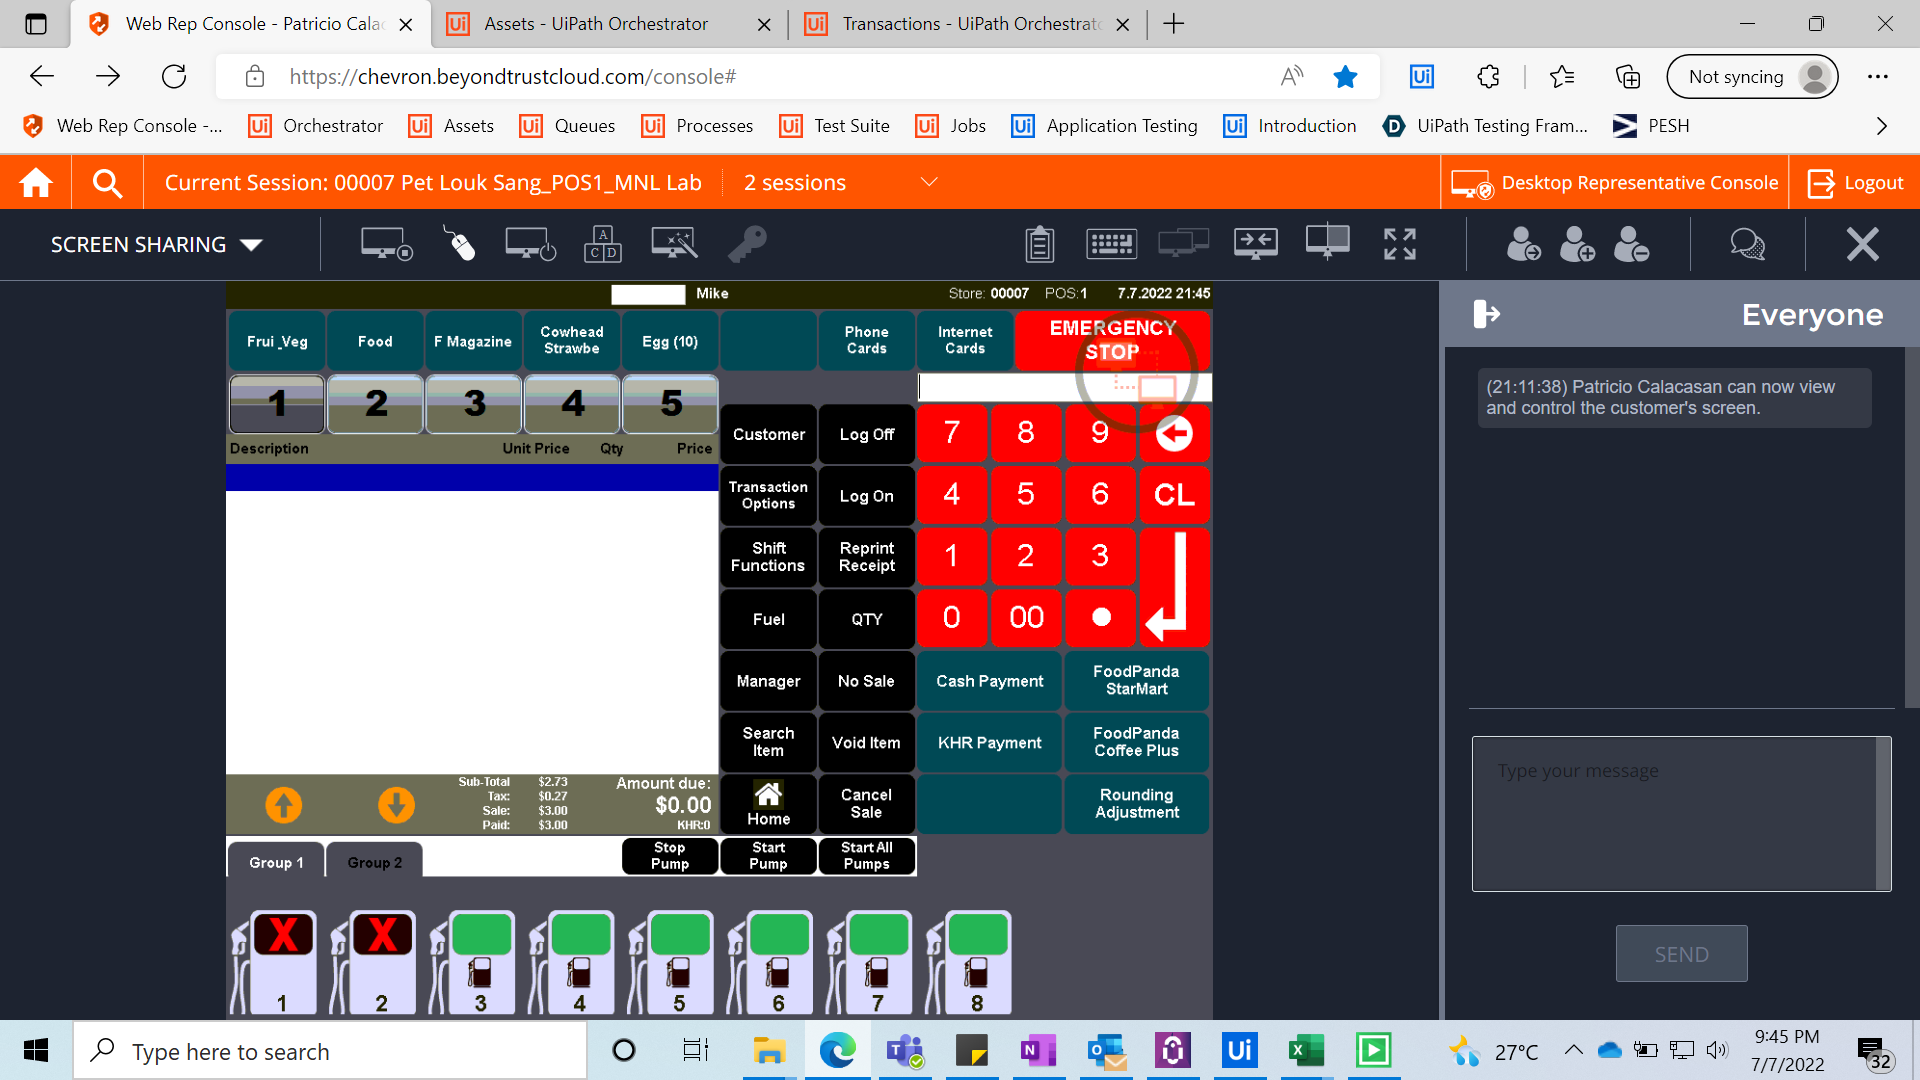 Web Rep Console - Patricio Calac
Assets - UiPath Orchestrator
Transactions - UiPath Orchestrato
https://chevron.beyondtrustcloud.com/console#
Not syncing
Web Rep Console -...
Orchestrator
Assets
Queues
Processes
Test Suite
Jobs
Application Testing
Introduction
UiPath Testing Fram...
PESH
Current Session: 00007 Pet Louk Sang_POS1_MNL Lab
2 sessions
Desktop Representative Console
Logout
SCREEN SHARING
A
C D
Mike
Store: 00007 POS:1 7.7.2022 21:45
Frui _Veg
Food
F Magazine
Cowhead
Strawbe
Egg (10)
Phone
Cards
Internet
Cards
EMERGENCY
STOP
1 2 3 4 5
Description Unit Price Qty Price
Customer
Log Off
7 8 9
Transaction
Options
Log On
4 5 6 CL
Shift
Functions
Reprint
Receipt
1 2 3
Fuel
QTY
0 00
Manager
No Sale
Cash Payment
FoodPanda
StarMart
Search
Item
Void Item
KHR Payment
FoodPanda
Coffee Plus
Sub-Total $2.73
Tax: $0.27
Sale: $3.00
Paid: $3.00
Amount due:
$0.00
KHR:0
Home
Cancel
Sale
Rounding
Adjustment
Group 1
Group 2
Stop
Pump
Start
Pump
Start All
Pumps
X X
1 2 3 4 5 6 7 8
Everyone
(21:11:38) Patricio Calacasan can now view
and control the customer's screen.
Type your message
SEND
Type here to search
27°C
9:45 PM
7/7/2022
32